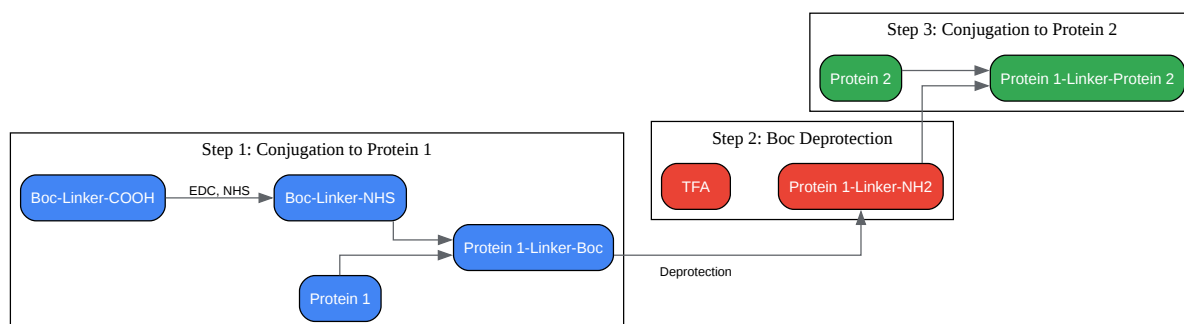 Step 3: Conjugation to Protein 2
Protein 2
Protein 1-Linker-Protein 2
Step 2: Boc Deprotection
TFA
Protein 1-Linker-NH2
Step 1: Conjugation to Protein 1
Boc-Linker-COOH
EDC, NHS
Boc-Linker-NHS
Protein 1-Linker-Boc
Deprotection
Protein 1